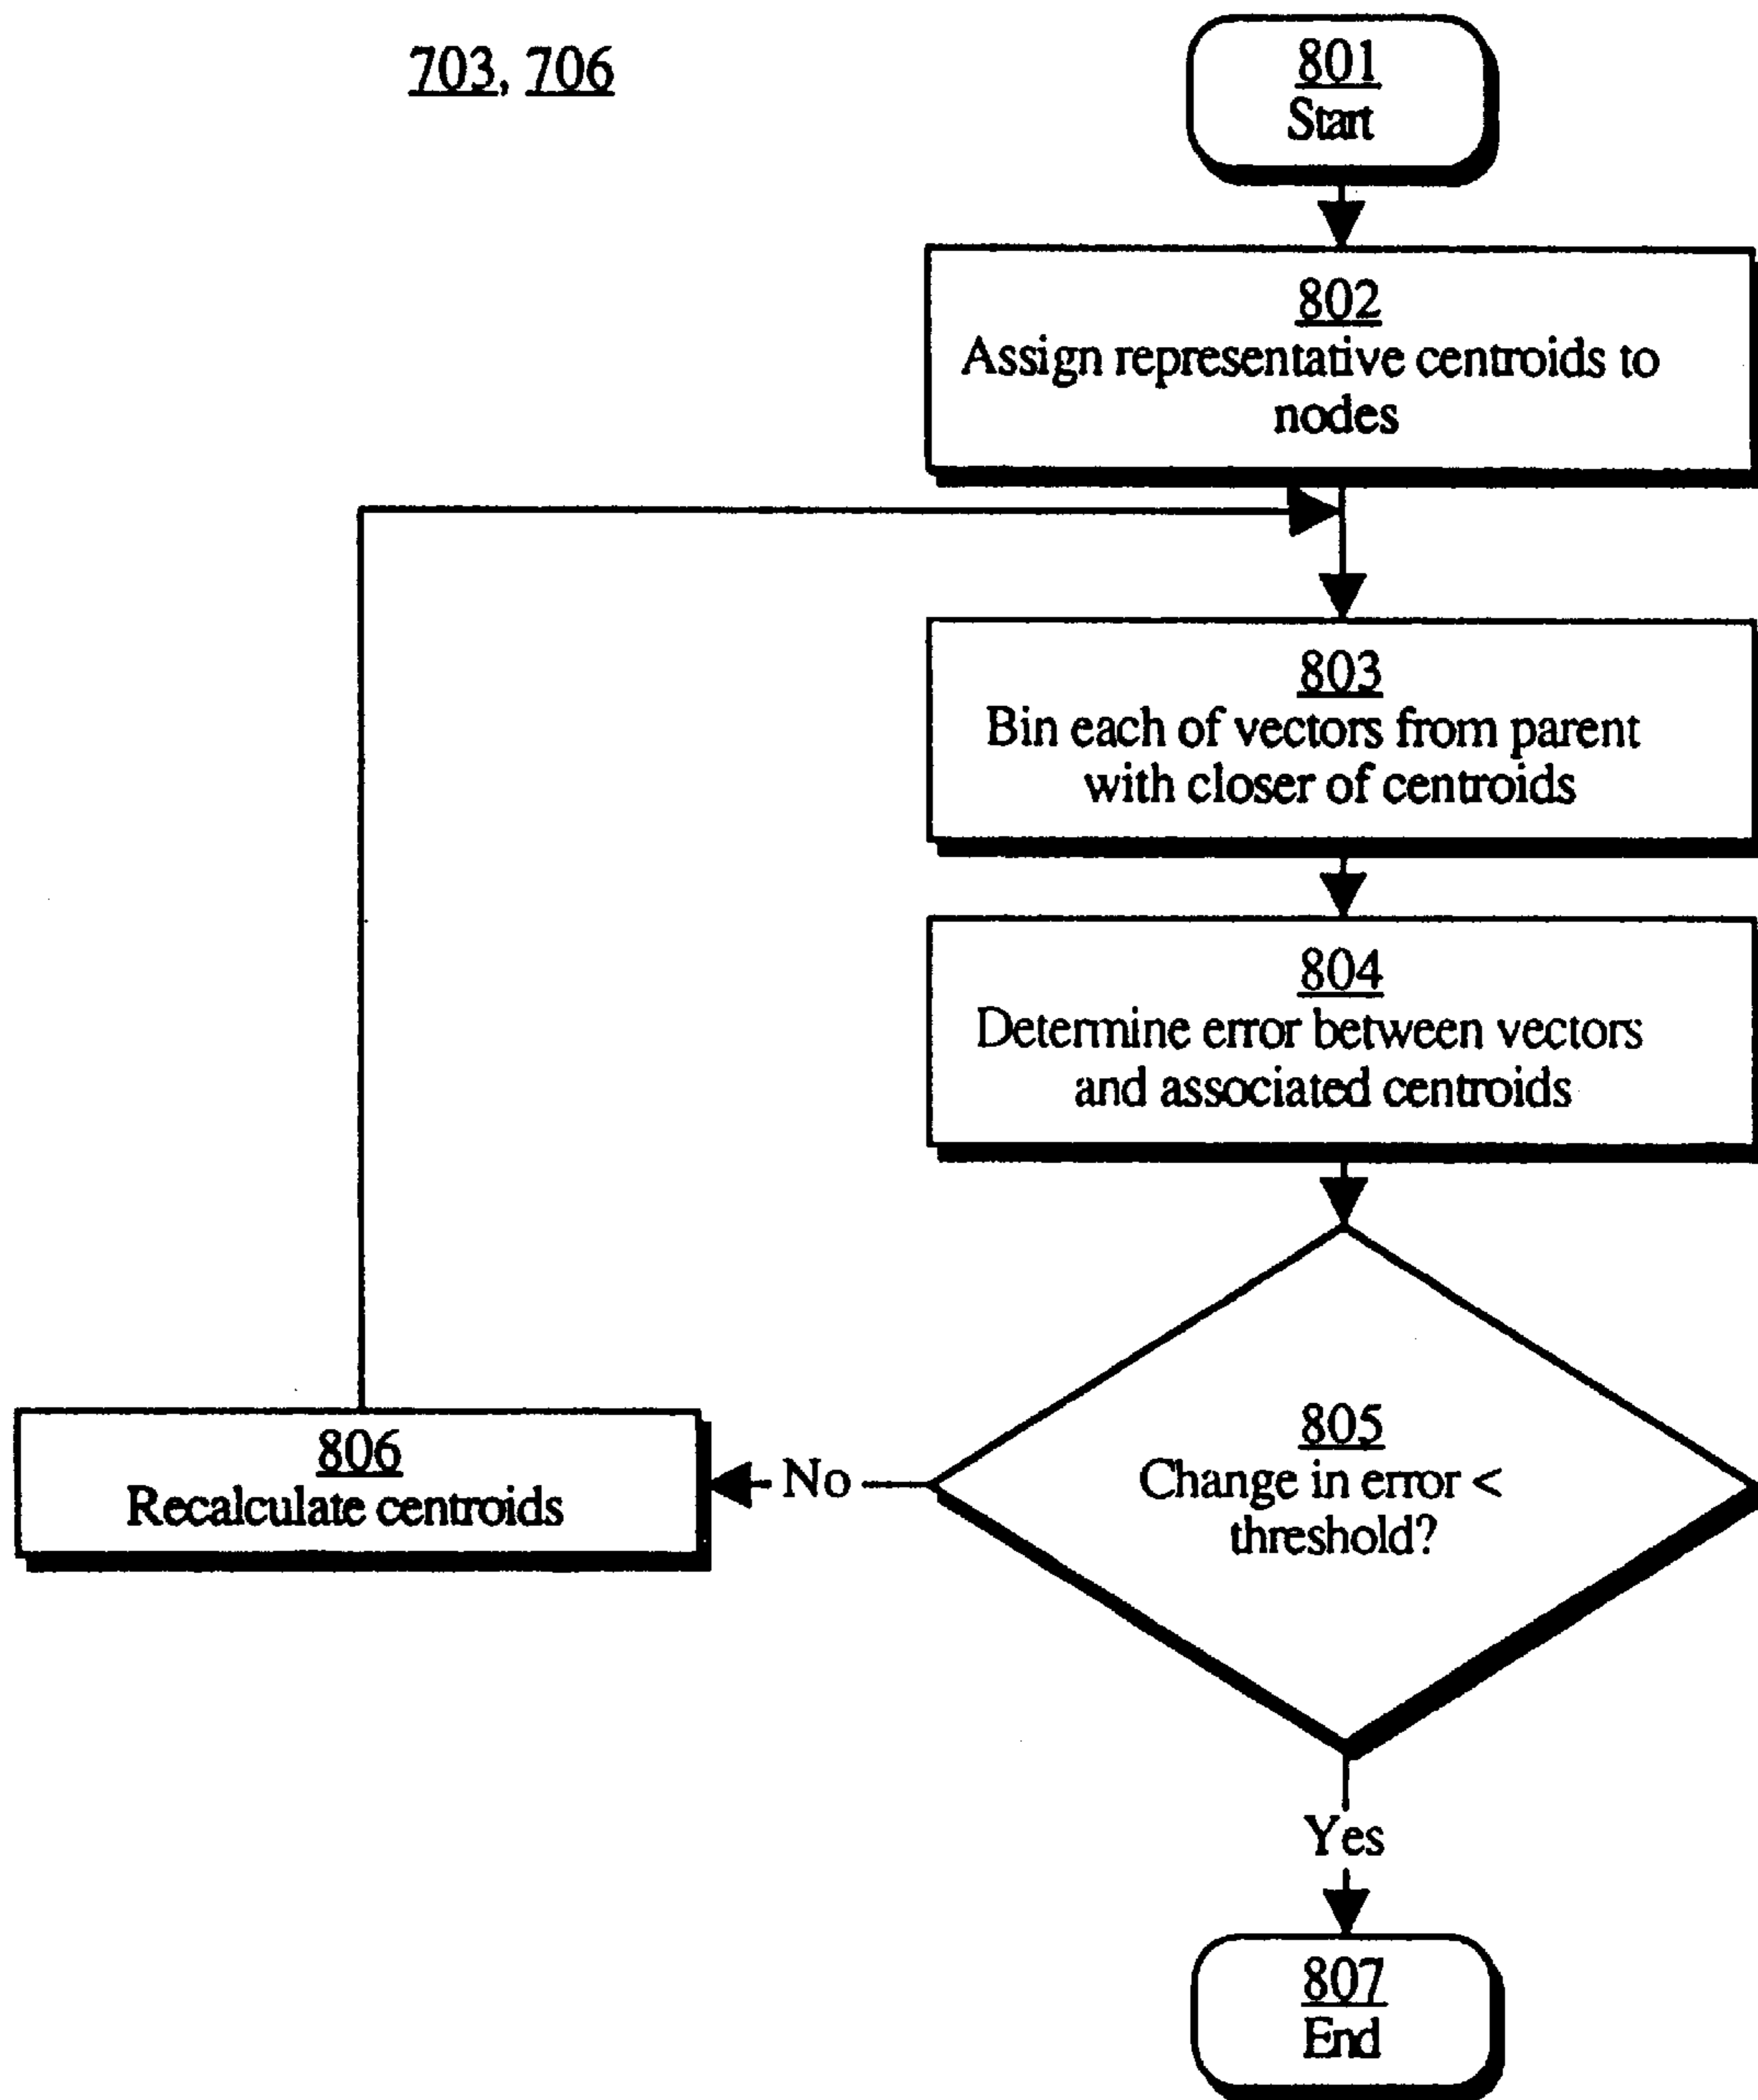 703, 706
801
Start
802
Assign representative centroids to
nodes
803
Bin each of vectors from parent
with closer of centroids
804
Determine error between vectors
and associated centroids
805
Change in error <
threshold?
No
806
Recalculate centroids
Yes
807
End